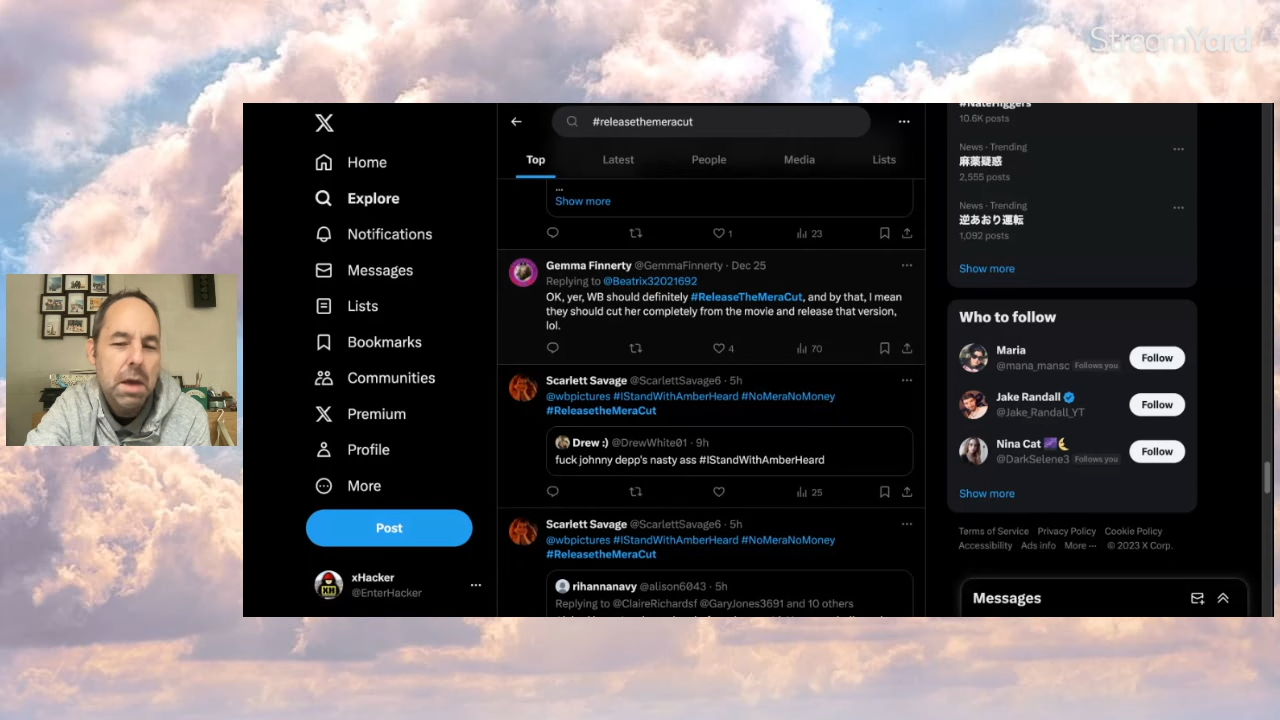 StreamYard
X
Home
Explore
Notifications
Messages
Lists
Bookmarks
Communities
Premium
Profile
More
Post
xHacker
@EnterHacker
#releasethemeracut
Top Latest People Media Lists
...
Show more
1 23
Gemma Finnerty @GemmaFinnerty · Dec 25
Replying to @Beatrix32021692
OK, yer, WB should definitely #ReleaseTheMeraCut, and by that, I mean
they should cut her completely from the movie and release that version,
lol.
4 70
Scarlett Savage @ScarlettSavage6 · 5h
@wbpictures #IStandWithAmberHeard #NoMeraNoMoney
#ReleasetheMeraCut
Drew :) @DrewWhite01 · 9h
fuck johnny depp's nasty ass #IStandWithAmberHeard
25
Scarlett Savage @ScarlettSavage6 · 5h
@wbpictures #IStandWithAmberHeard #NoMeraNoMoney
#ReleasetheMeraCut
rihannanavy @alison6043 · 5h
Replying to @ClaireRichardsf @GaryJones3691 and 10 others
10.6K posts
News · Trending
麻薬疑惑
2,555 posts
News · Trending
逆あおり運転
1,092 posts
Show more
Who to follow
Maria
@mana_mansc Follows you
Follow
Jake Randall
@Jake_Randall_YT
Follow
Nina Cat
@DarkSelene3 Follows you
Follow
Show more
Terms of Service Privacy Policy Cookie Policy
Accessibility Ads info More ··· © 2023 X Corp.
Messages